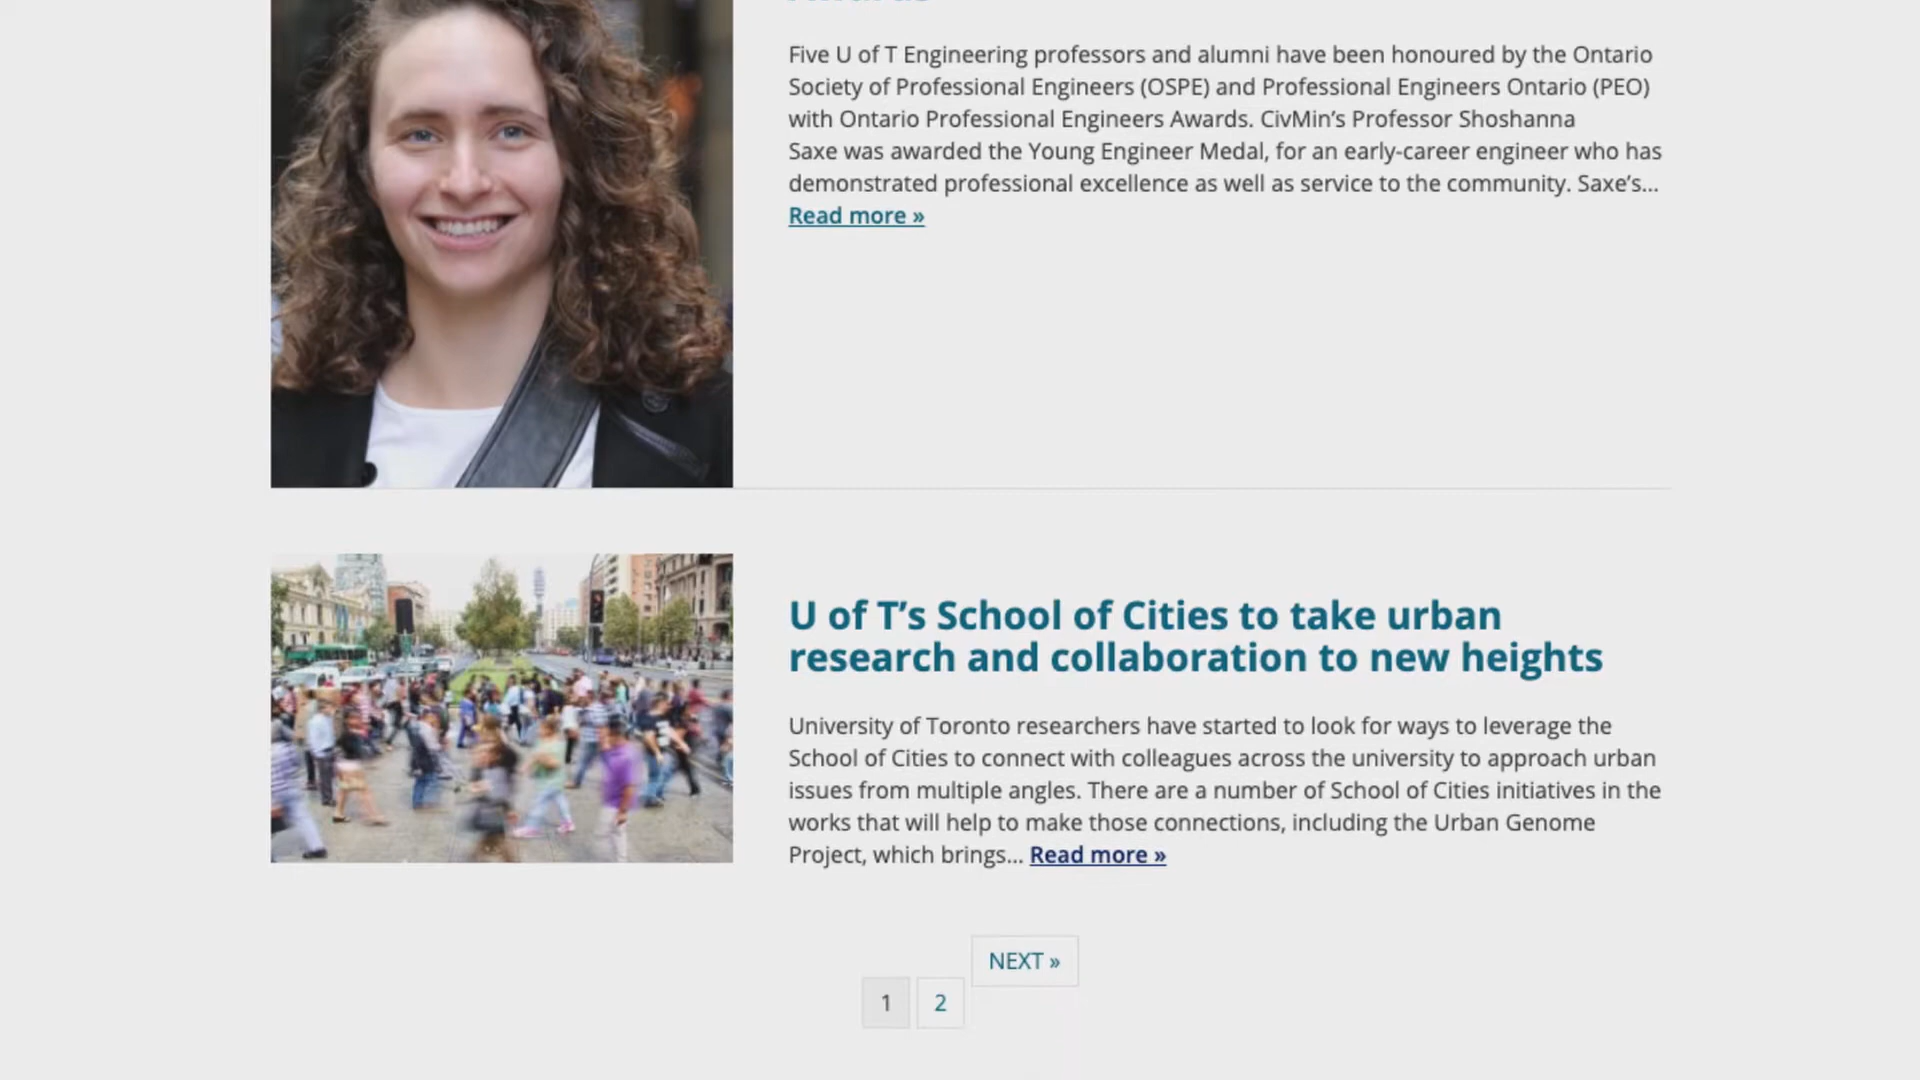 Five U of T Engineering professors and alumni have been honoured by the Ontario
Society of Professional Engineers (OSPE) and Professional Engineers Ontario (PEO)
with Ontario Professional Engineers Awards. CivMin’s Professor Shoshanna
Saxe was awarded the Young Engineer Medal, for an early-career engineer who has
demonstrated professional excellence as well as service to the community. Saxe’s...
Read more »
U of T’s School of Cities to take urban
research and collaboration to new heights
University of Toronto researchers have started to look for ways to leverage the
School of Cities to connect with colleagues across the university to approach urban
issues from multiple angles. There are a number of School of Cities initiatives in the
works that will help to make those connections, including the Urban Genome
Project, which brings... Read more »
NEXT »
1 2